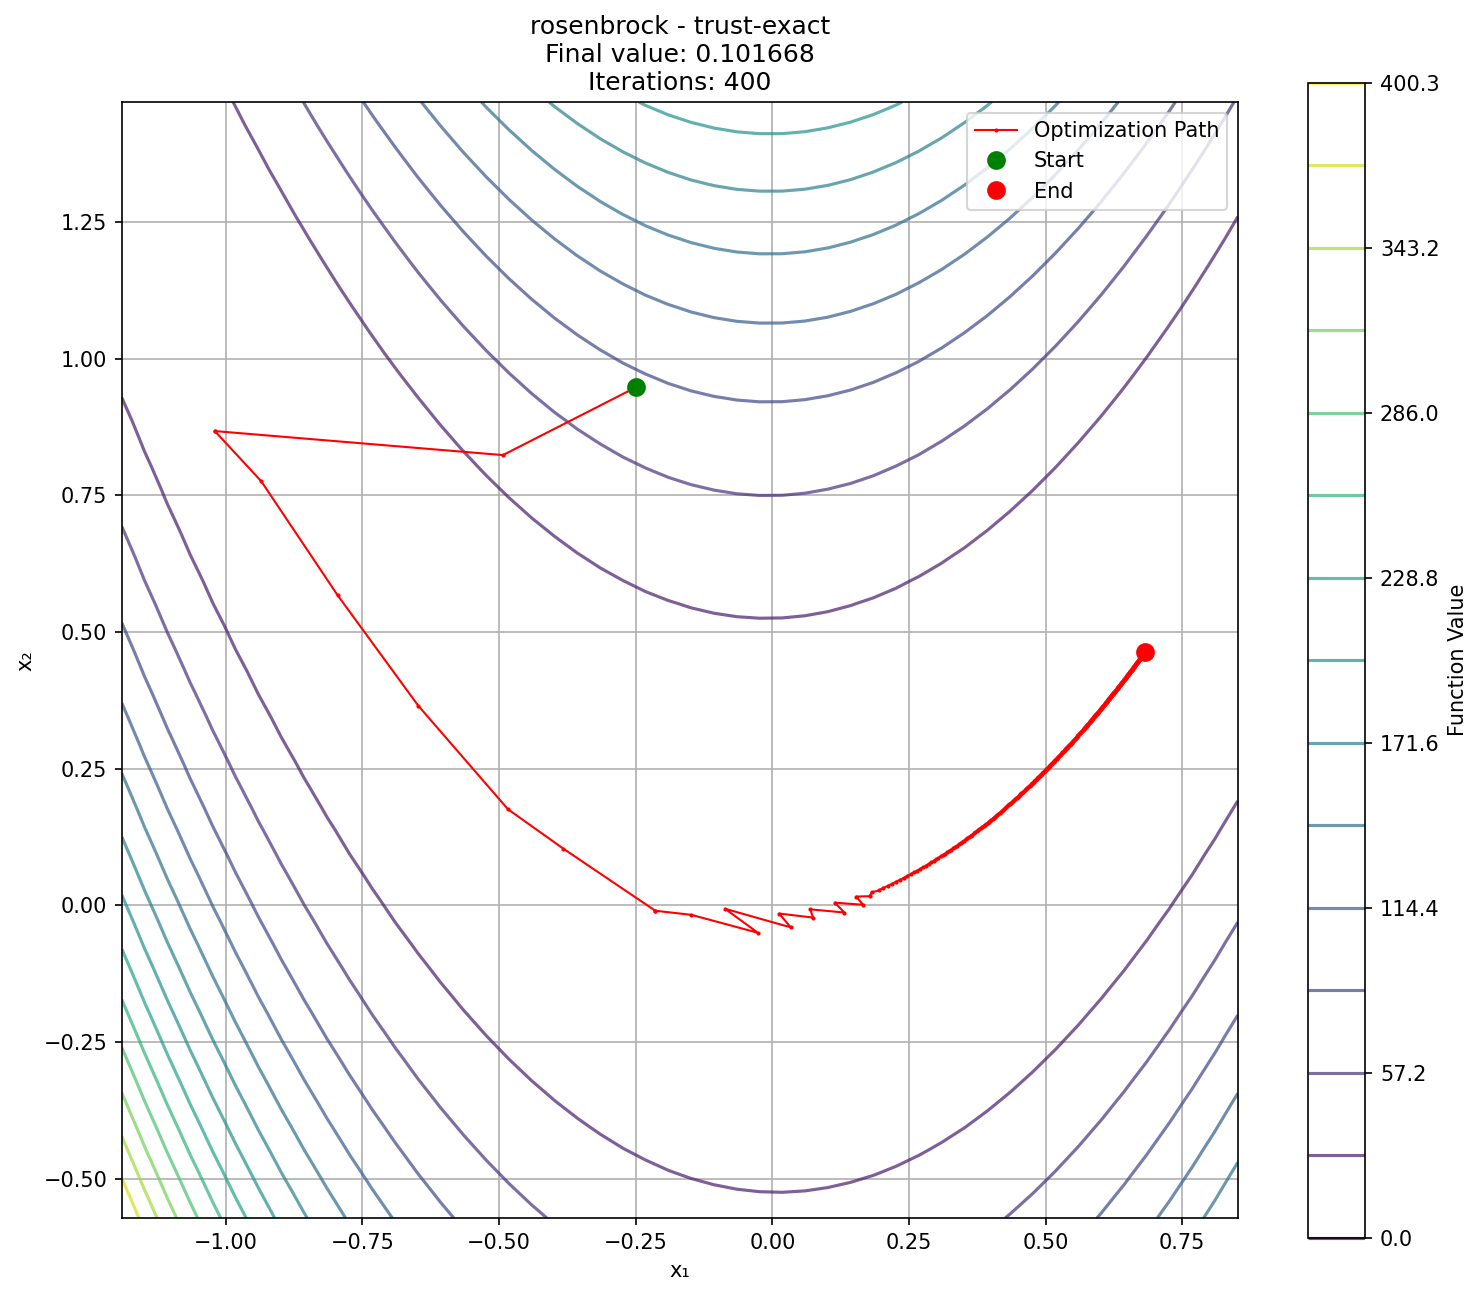 rosenbrock - trust-exact
Final value: 0.101668
Iterations: 400
Optimization Path
Start
End
1.25
1.00
0.75
0.50
0.25
0.00
−0.25
−0.50
x₂
−1.00
−0.75
−0.50
−0.25
0.00
0.25
0.50
0.75
x₁
400.3
343.2
286.0
228.8
171.6
114.4
57.2
0.0
Function Value